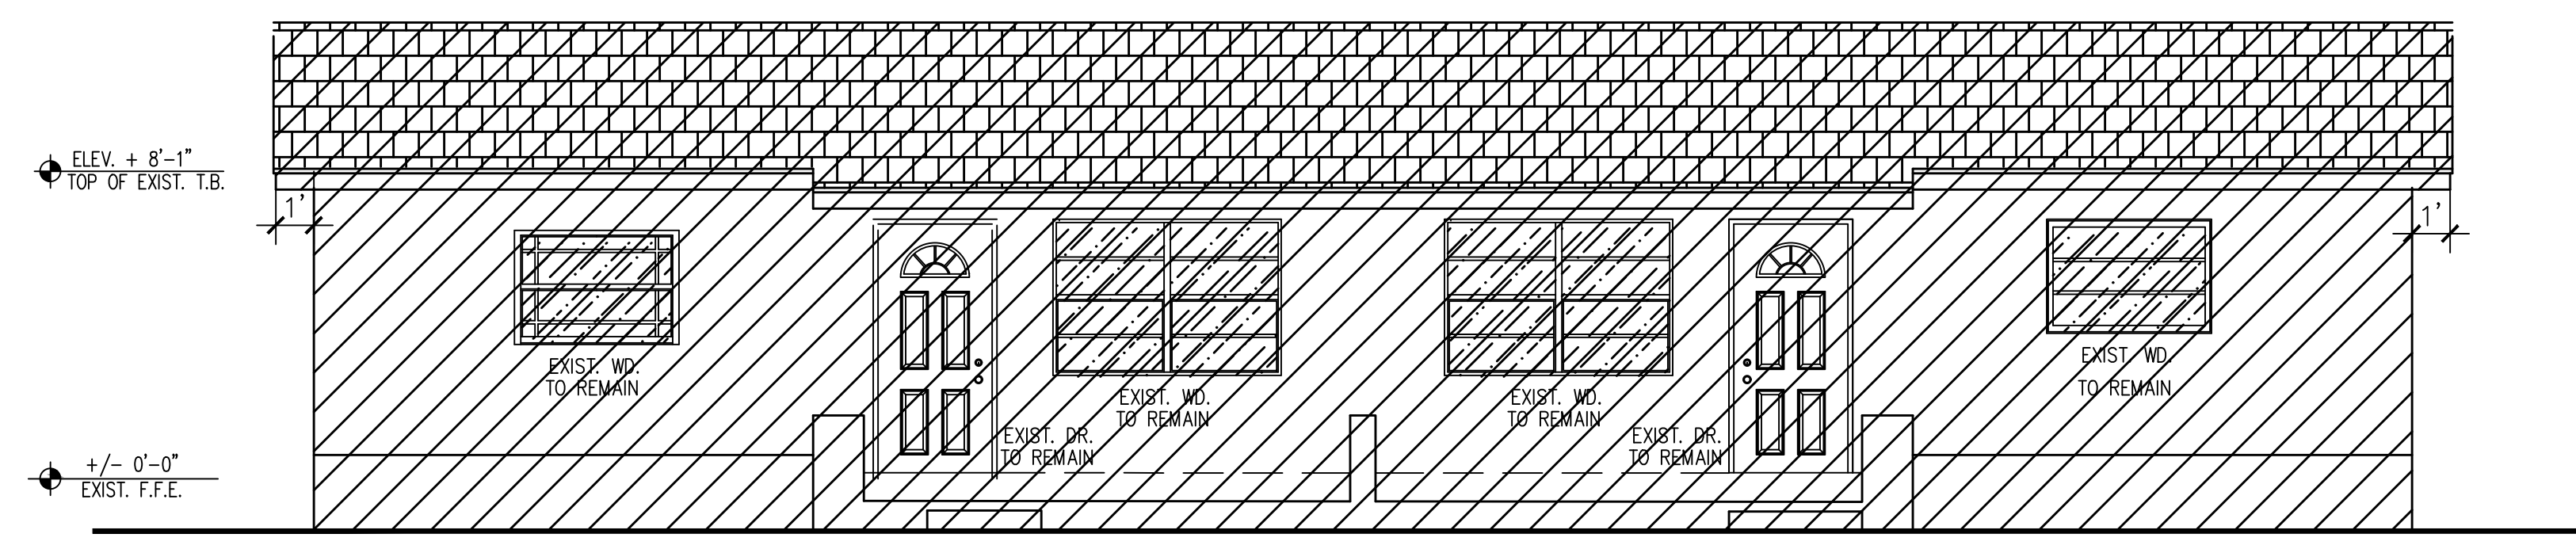 ELEV. + 8'-1"
TOP OF EXIST. T.B.
1'
1'
EXIST. WD.
TO REMAIN
EXIST. WD.
TO REMAIN
EXIST. WD.
TO REMAIN
EXIST. WD.
TO REMAIN
EXIST. DR.
TO REMAIN
EXIST. DR.
TO REMAIN
+/- 0'-0"
EXIST. F.F.E.